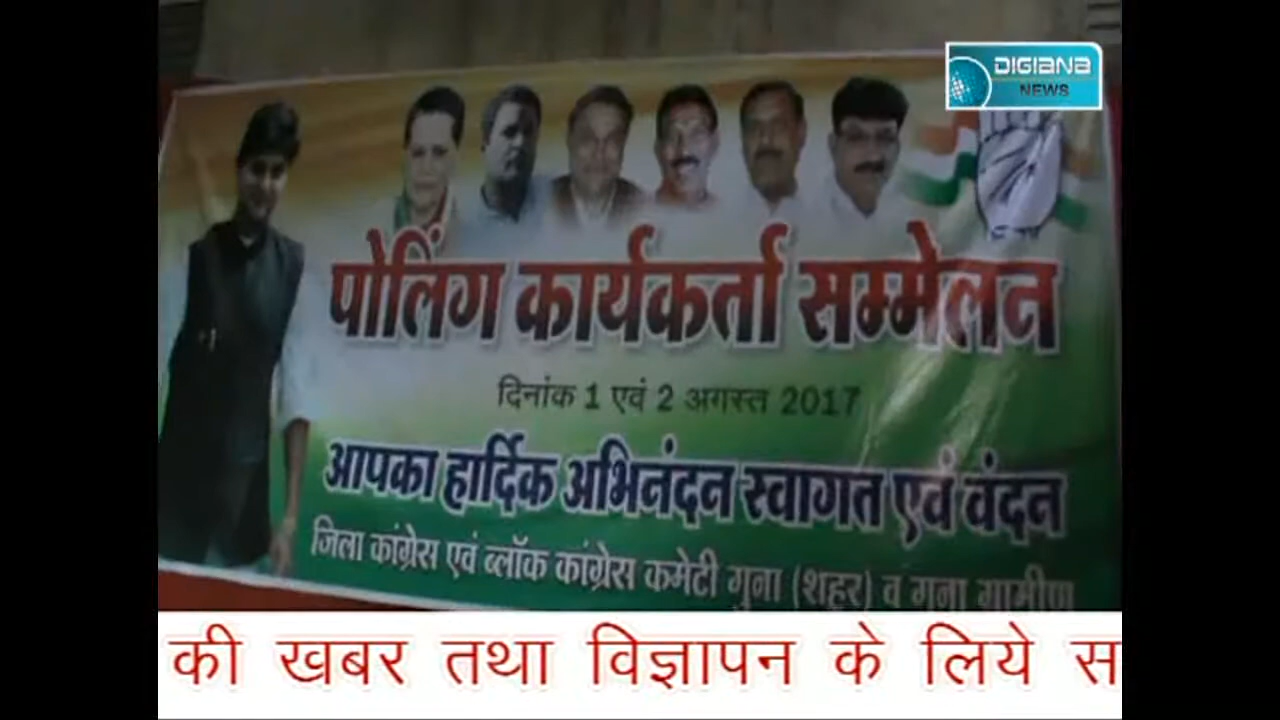 DIGIANA
NEWS
पोलिंग कार्यकर्ता सम्मेलन
दिनांक 1 एवं 2 अगस्त 2017
आपका हार्दिक अभिनंदन स्वागत एवं वंदन
जिला कांग्रेस एवं ब्लॉक कांग्रेस कमेटी गुना (शहर) व गुना ग्रामीण
की खबर तथा विज्ञापन के लिये स